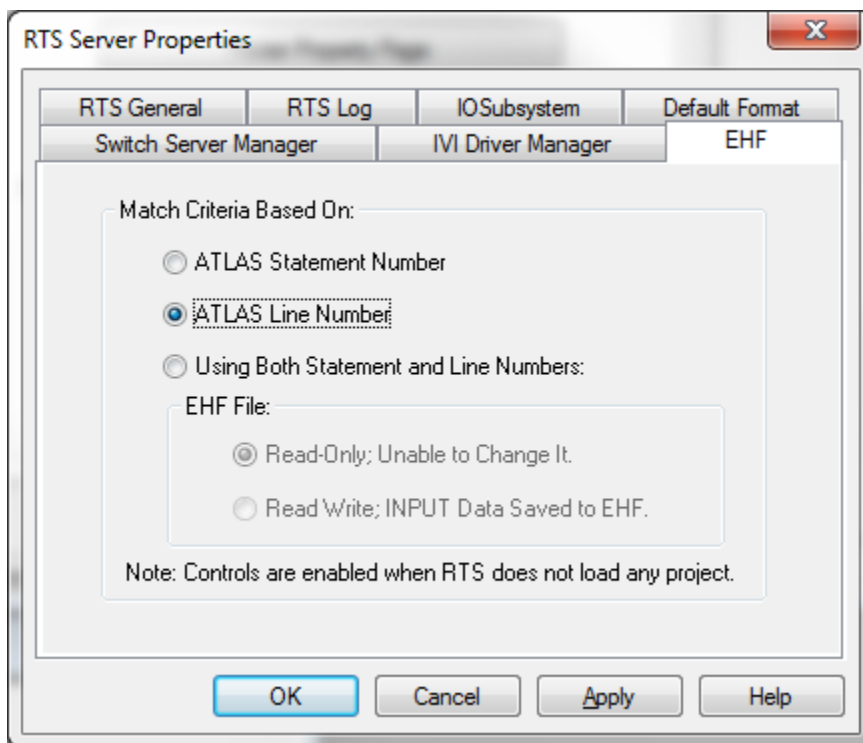 RTS Server Properties
RTS General
RTS Log
IOSubsystem
Default Format
Switch Server Manager
IVI Driver Manager
EHF
Match Criteria Based On:
ATLAS Statement Number
ATLAS Line Number
Using Both Statement and Line Numbers:
EHF File:
Read-Only; Unable to Change It.
Read Write; INPUT Data Saved to EHF.
Note: Controls are enabled when RTS does not load any project.
OK
Cancel
Apply
Help